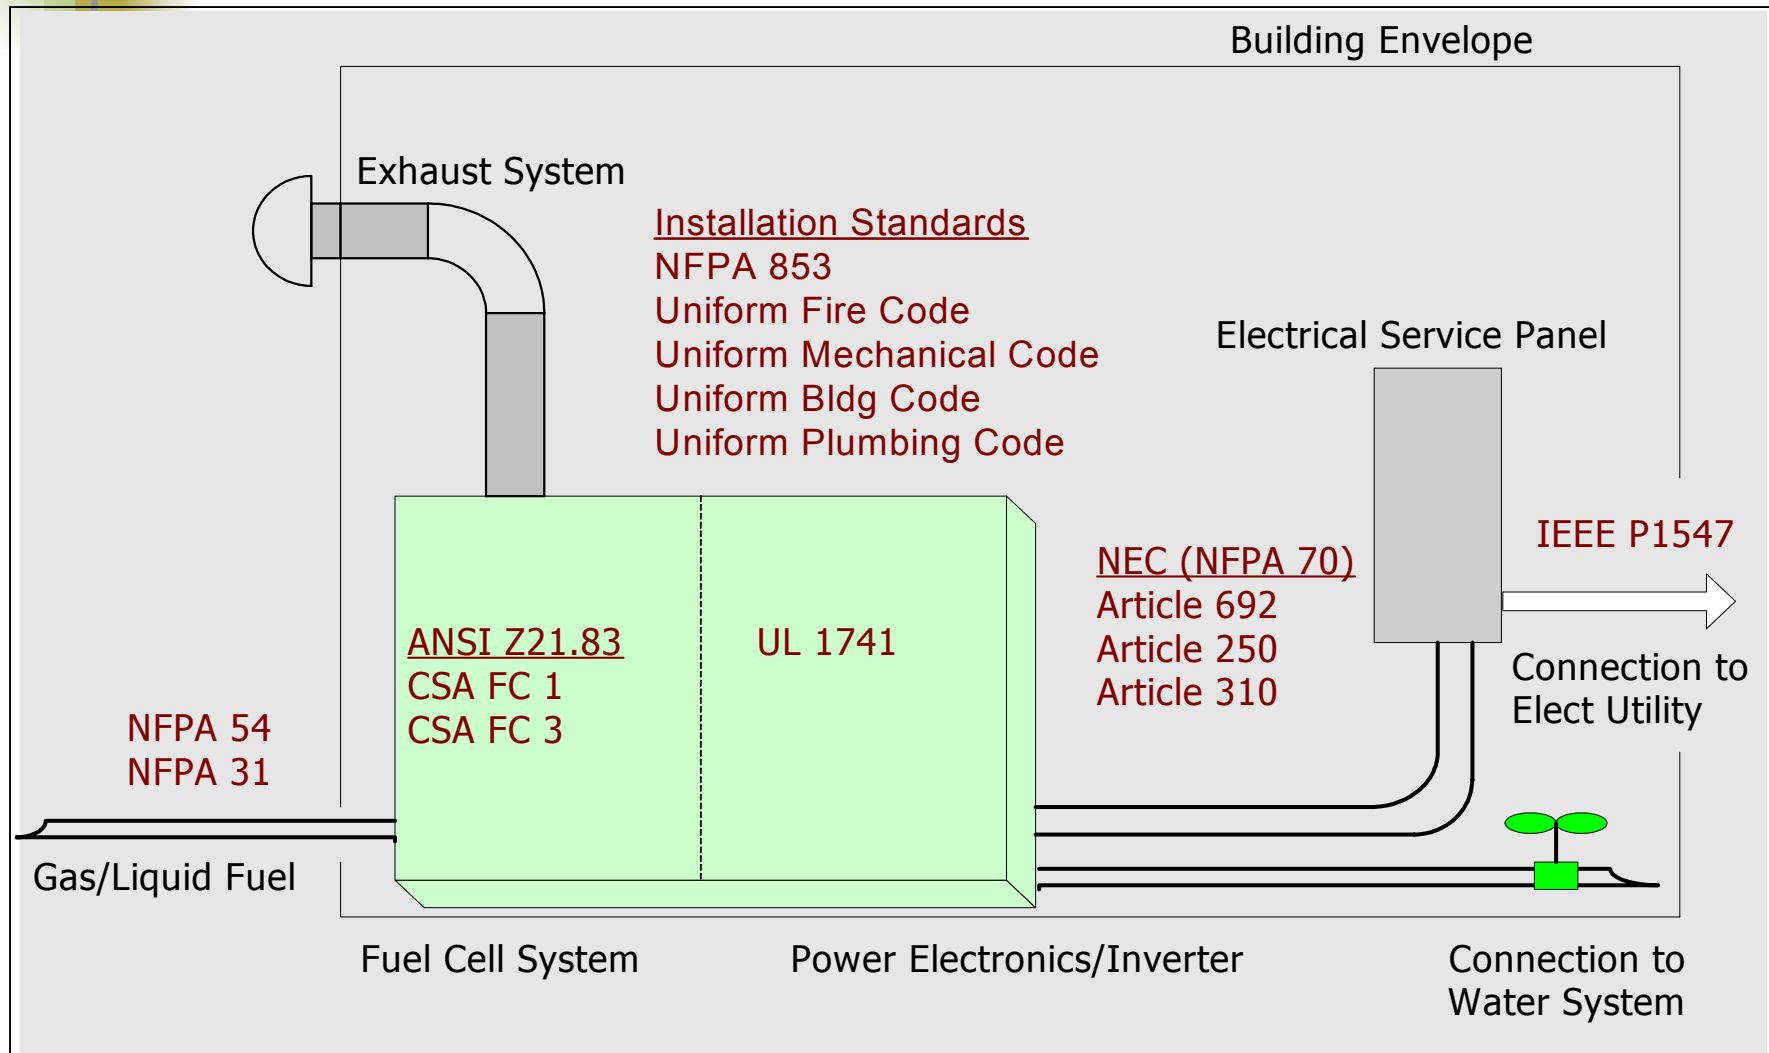 Building Envelope
Exhaust System
Installation Standards
NFPA 853
Uniform Fire Code
Uniform Mechanical Code
Uniform Bldg Code
Uniform Plumbing Code
Electrical Service Panel
IEEE P1547
NEC (NFPA 70)
Article 692
Article 250
Article 310
ANSI Z21.83
CSA FC 1
CSA FC 3
UL 1741
Connection to
Elect Utility
NFPA 54
NFPA 31
Gas/Liquid Fuel
Fuel Cell System
Power Electronics/Inverter
Connection to
Water System